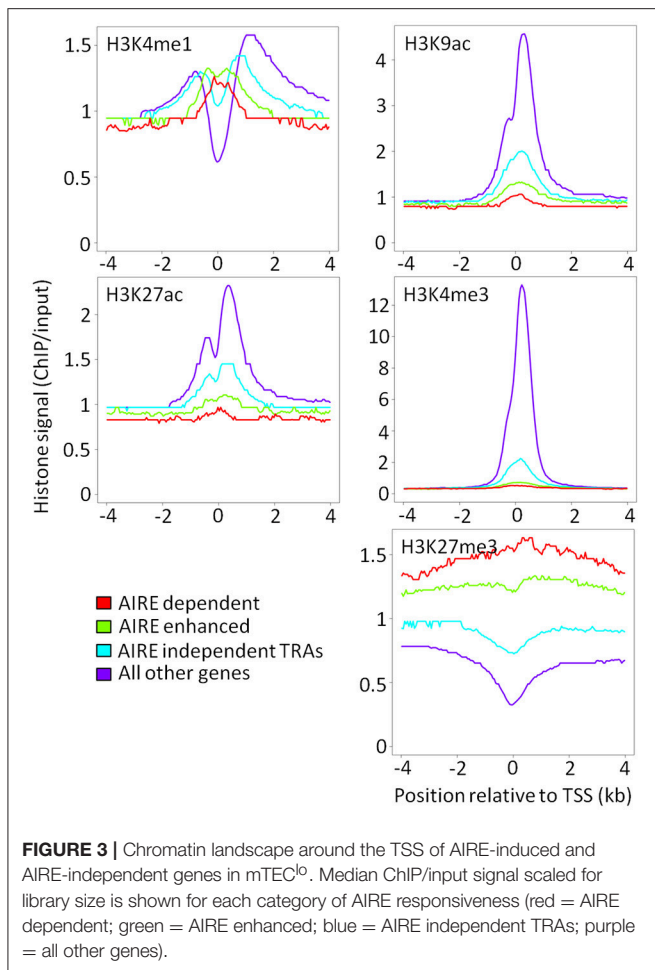 H3K4me1
1.5
1
0.5
0
-4 -2 0 2 4
H3K9ac
4
3
2
1
0
-4 -2 0 2 4
H3K27ac
2
1.5
1
0.5
0
-4 -2 0 2 4
H3K4me3
12
10
8
6
4
2
0
-4 -2 0 2 4
Histone signal (ChIP/input)
H3K27me3
1.5
1
0.5
0
-4 -2 0 2 4
Position relative to TSS (kb)
AIRE dependent
AIRE enhanced
AIRE independent TRAs
All other genes
FIGURE 3 | Chromatin landscape around the TSS of AIRE-induced and
AIRE-independent genes in mTEClo. Median ChIP/input signal scaled for
library size is shown for each category of AIRE responsiveness (red = AIRE
dependent; green = AIRE enhanced; blue = AIRE independent TRAs; purple
= all other genes).